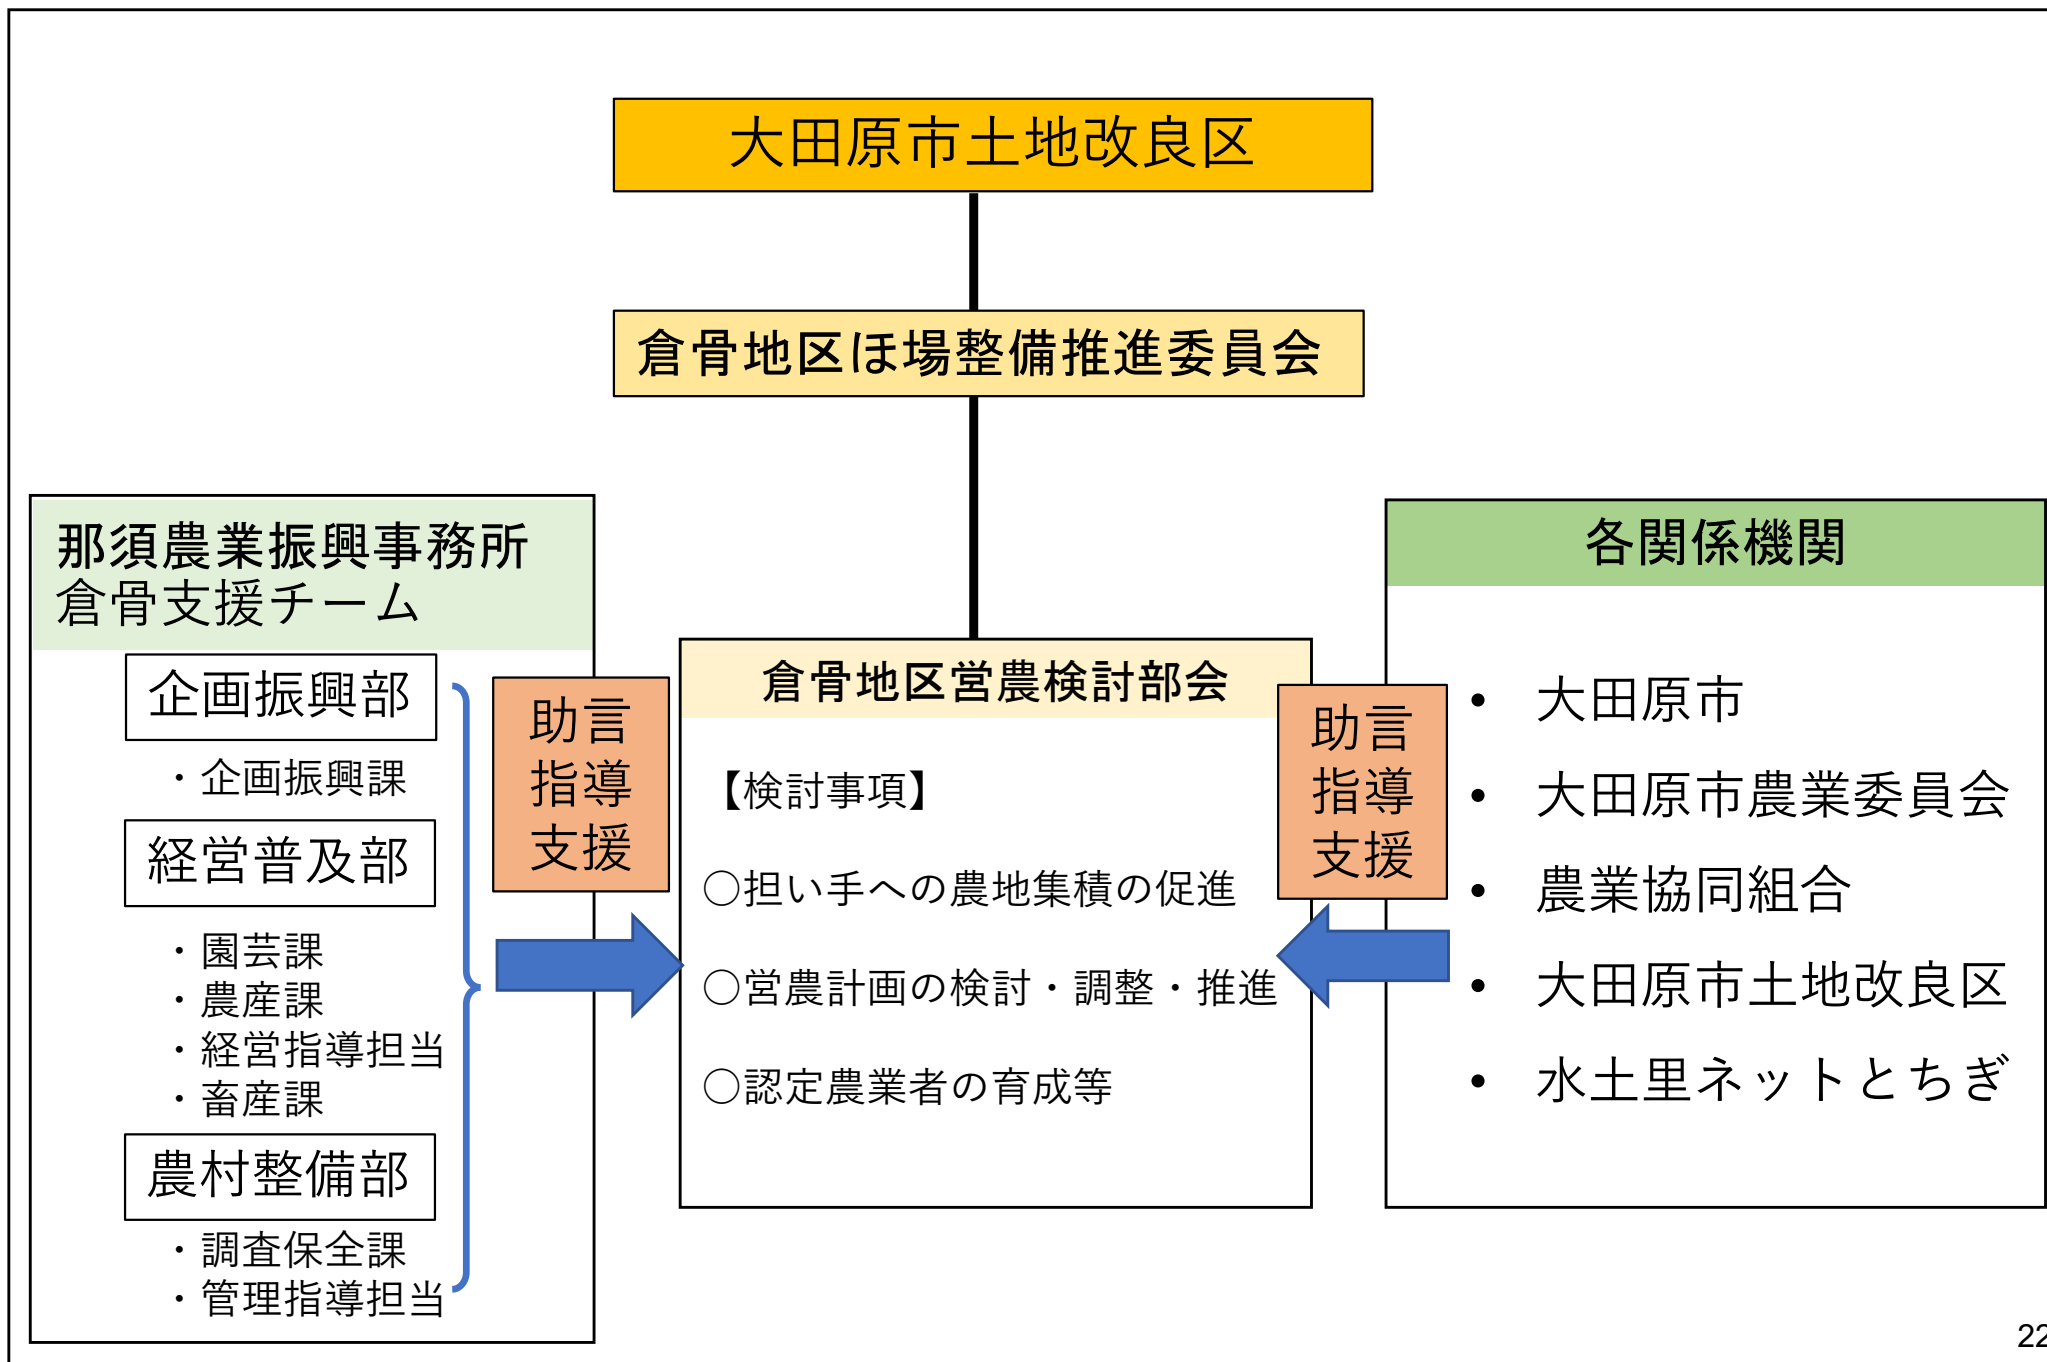 大田原市土地改良区
倉骨地区ほ場整備推進委員会
那須農業振興事務所
倉骨支援チーム
企画振興部
・企画振興課
経営普及部
・園芸課
・農産課
・経営指導担当
・畜産課
農村整備部
・調査保全課
・管理指導担当
助言
指導
支援
倉骨地区営農検討部会
【検討事項】
○担い手への農地集積の促進
○営農計画の検討・調整・推進
○認定農業者の育成等
助言
指導
支援
各関係機関
• 大田原市
• 大田原市農業委員会
• 農業協同組合
• 大田原市土地改良区
• 水土里ネットとちぎ
22